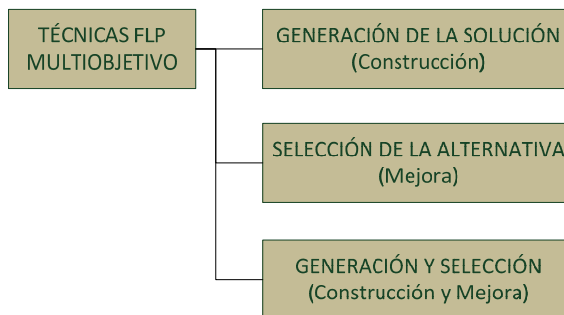 TÉCNICAS FLP
MULTIOBJETIVO
GENERACIÓN DE LA SOLUCIÓN
(Construcción)
SELECCIÓN DE LA ALTERNATIVA
(Mejora)
GENERACIÓN Y SELECCIÓN
(Construcción y Mejora)